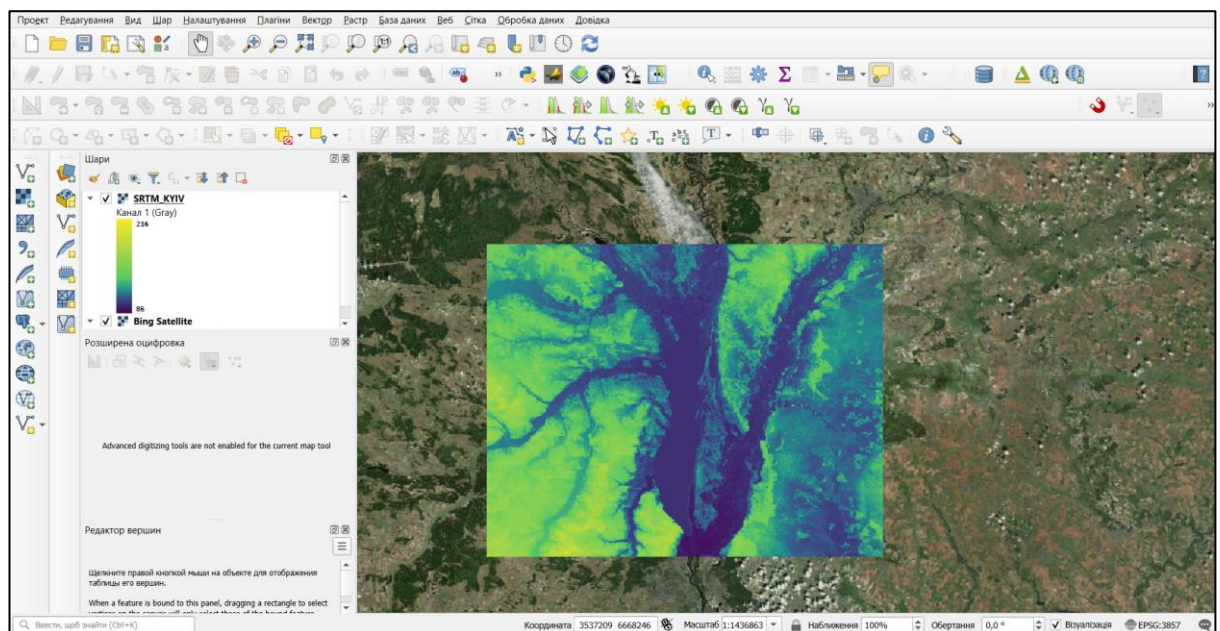 Проект Редагування Вид Шар Налаштування Плагіни Вектор Растр База даних Веб Сітка Обробка даних Довідка
Шари
SRTM_KYIV
Канал 1 (Gray)
216
86
Bing Satellite
Розширена оцифровка
Advanced digitizing tools are not enabled for the current map tool
Редактор вершин
Щелкните правой кнопкой мыши на объекте для отображения
таблицы его вершин.
When a feature is bound to this panel, dragging a rectangle to select
Ввести, щоб знайти (Ctrl+K) Координата 3537209 6668246 Масштаб 1:1436863 Наближення 100% Обертання 0,0 ° Візуалізація EPSG:3857